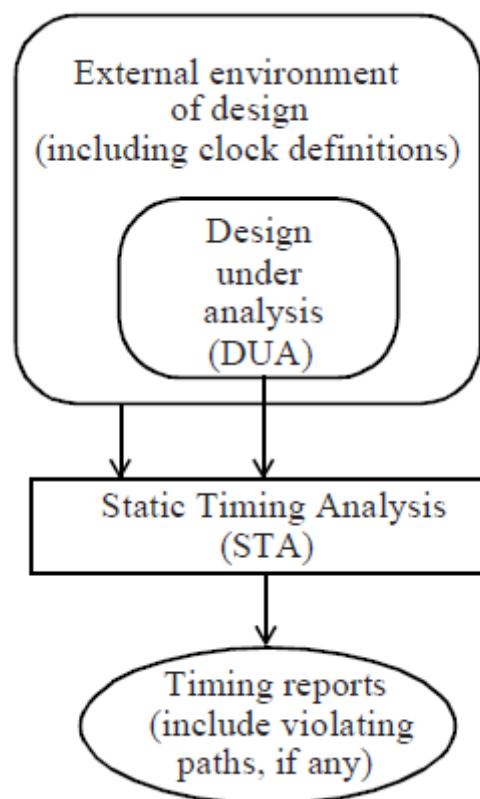 External environment
of design
(including clock definitions)
Design
under
analysis
(DUA)
Static Timing Analysis
(STA)
Timing reports
(include violating
paths, if any)